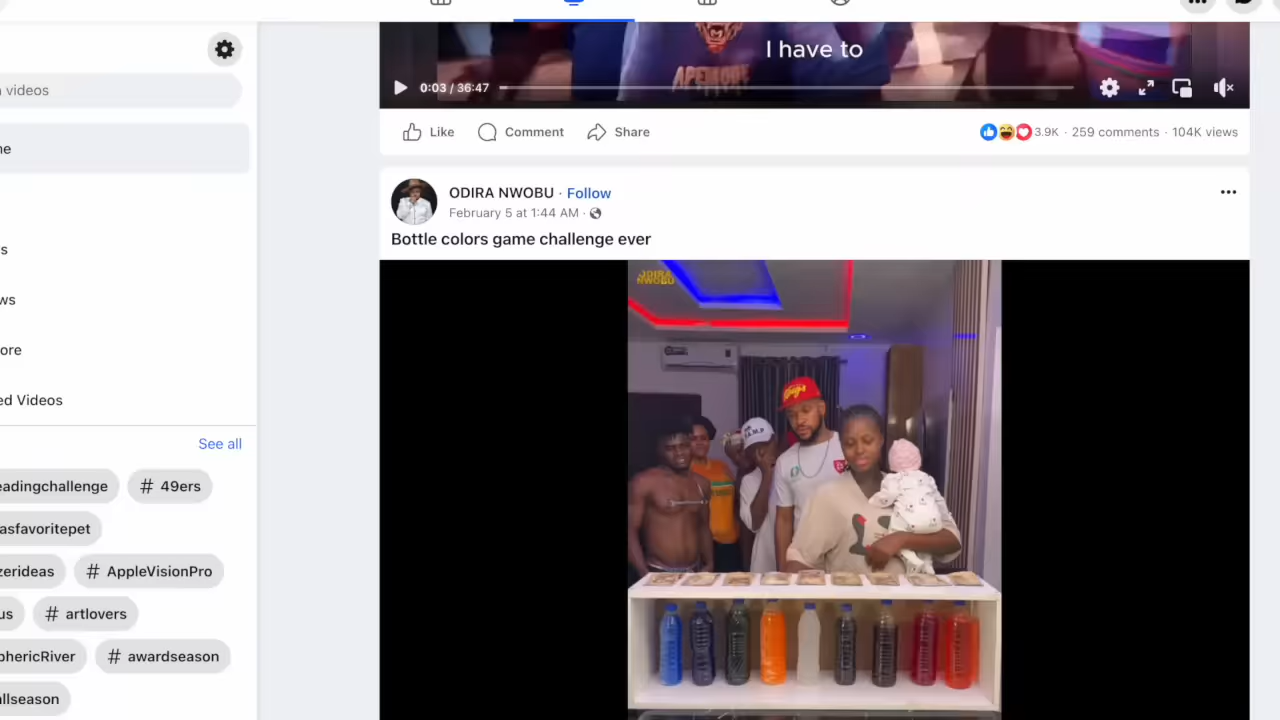 I have to
0:03 / 36:47
videos
Like
Comment
Share
3.9K · 259 comments · 104K views
ODIRA NWOBU · Follow
February 5 at 1:44 AM ·
Bottle colors game challenge ever
ODIRA
NWOBU
See all
eadingchallenge
# 49ers
asfavoritepet
zerideas
# AppleVisionPro
us
# artlovers
phericRiver
# awardseason
allseason
ne
s
ws
ore
ed Videos